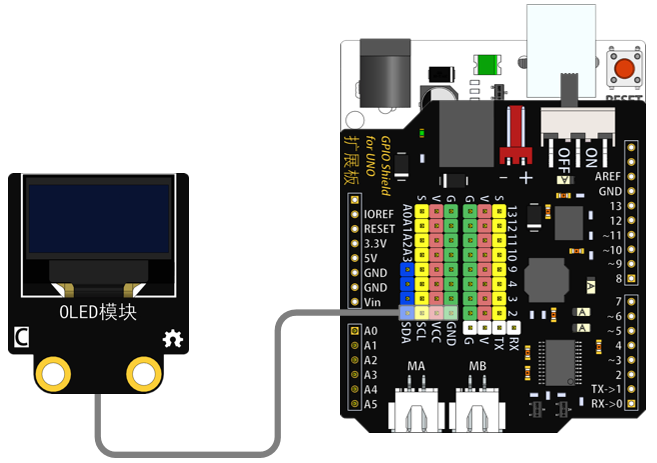 OLED模块
C
RESET
GPIO Shield
for UNO
扩展板
- +
OFF ON
IOREF
RESET
3.3V
5V
GND
GND
Vin
A0
A1
A2
A3
A4
A5
S V G G V S
A0 A1 A2 A3
13 12 11 10 9 4 3 2
SDA SCL VCC GND G V TX RX
MA MB
AREF
GND
13
12
~11
~10
~9
8
7
~6
~5
4
~3
2
TX->1
RX->0